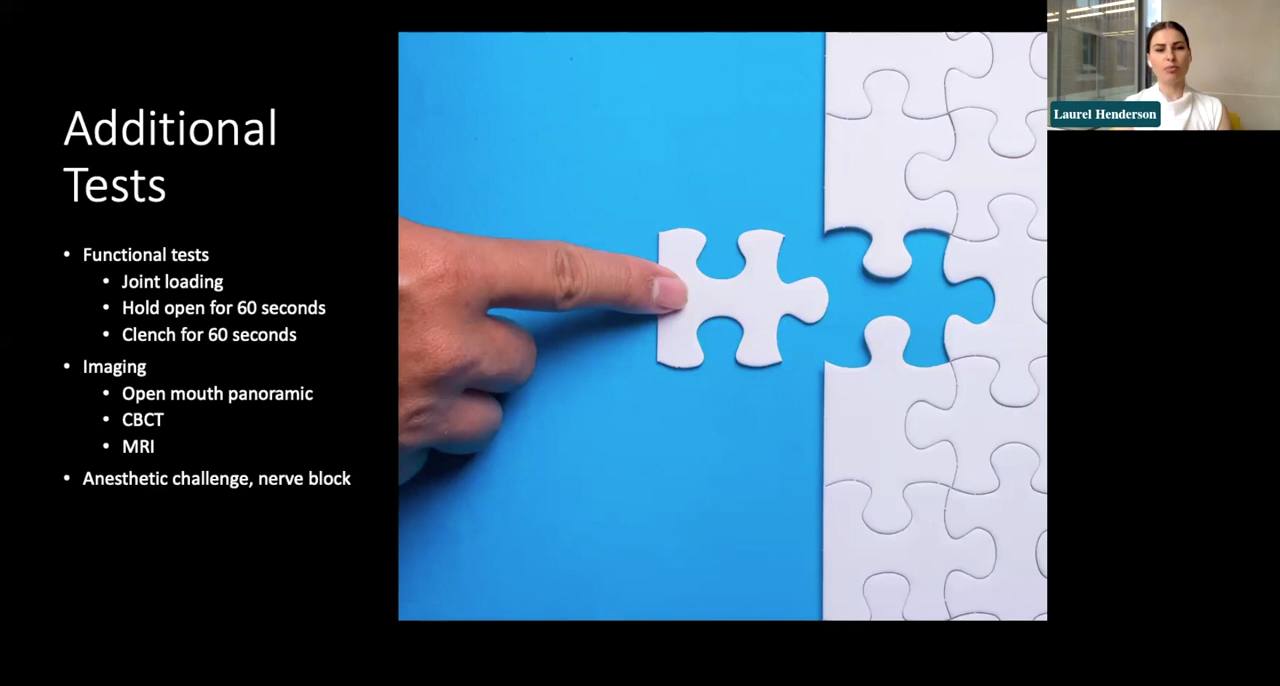 Additional
Tests
• Functional tests
• Joint loading
• Hold open for 60 seconds
• Clench for 60 seconds
• Imaging
• Open mouth panoramic
• CBCT
• MRI
• Anesthetic challenge, nerve block
Laurel Henderson